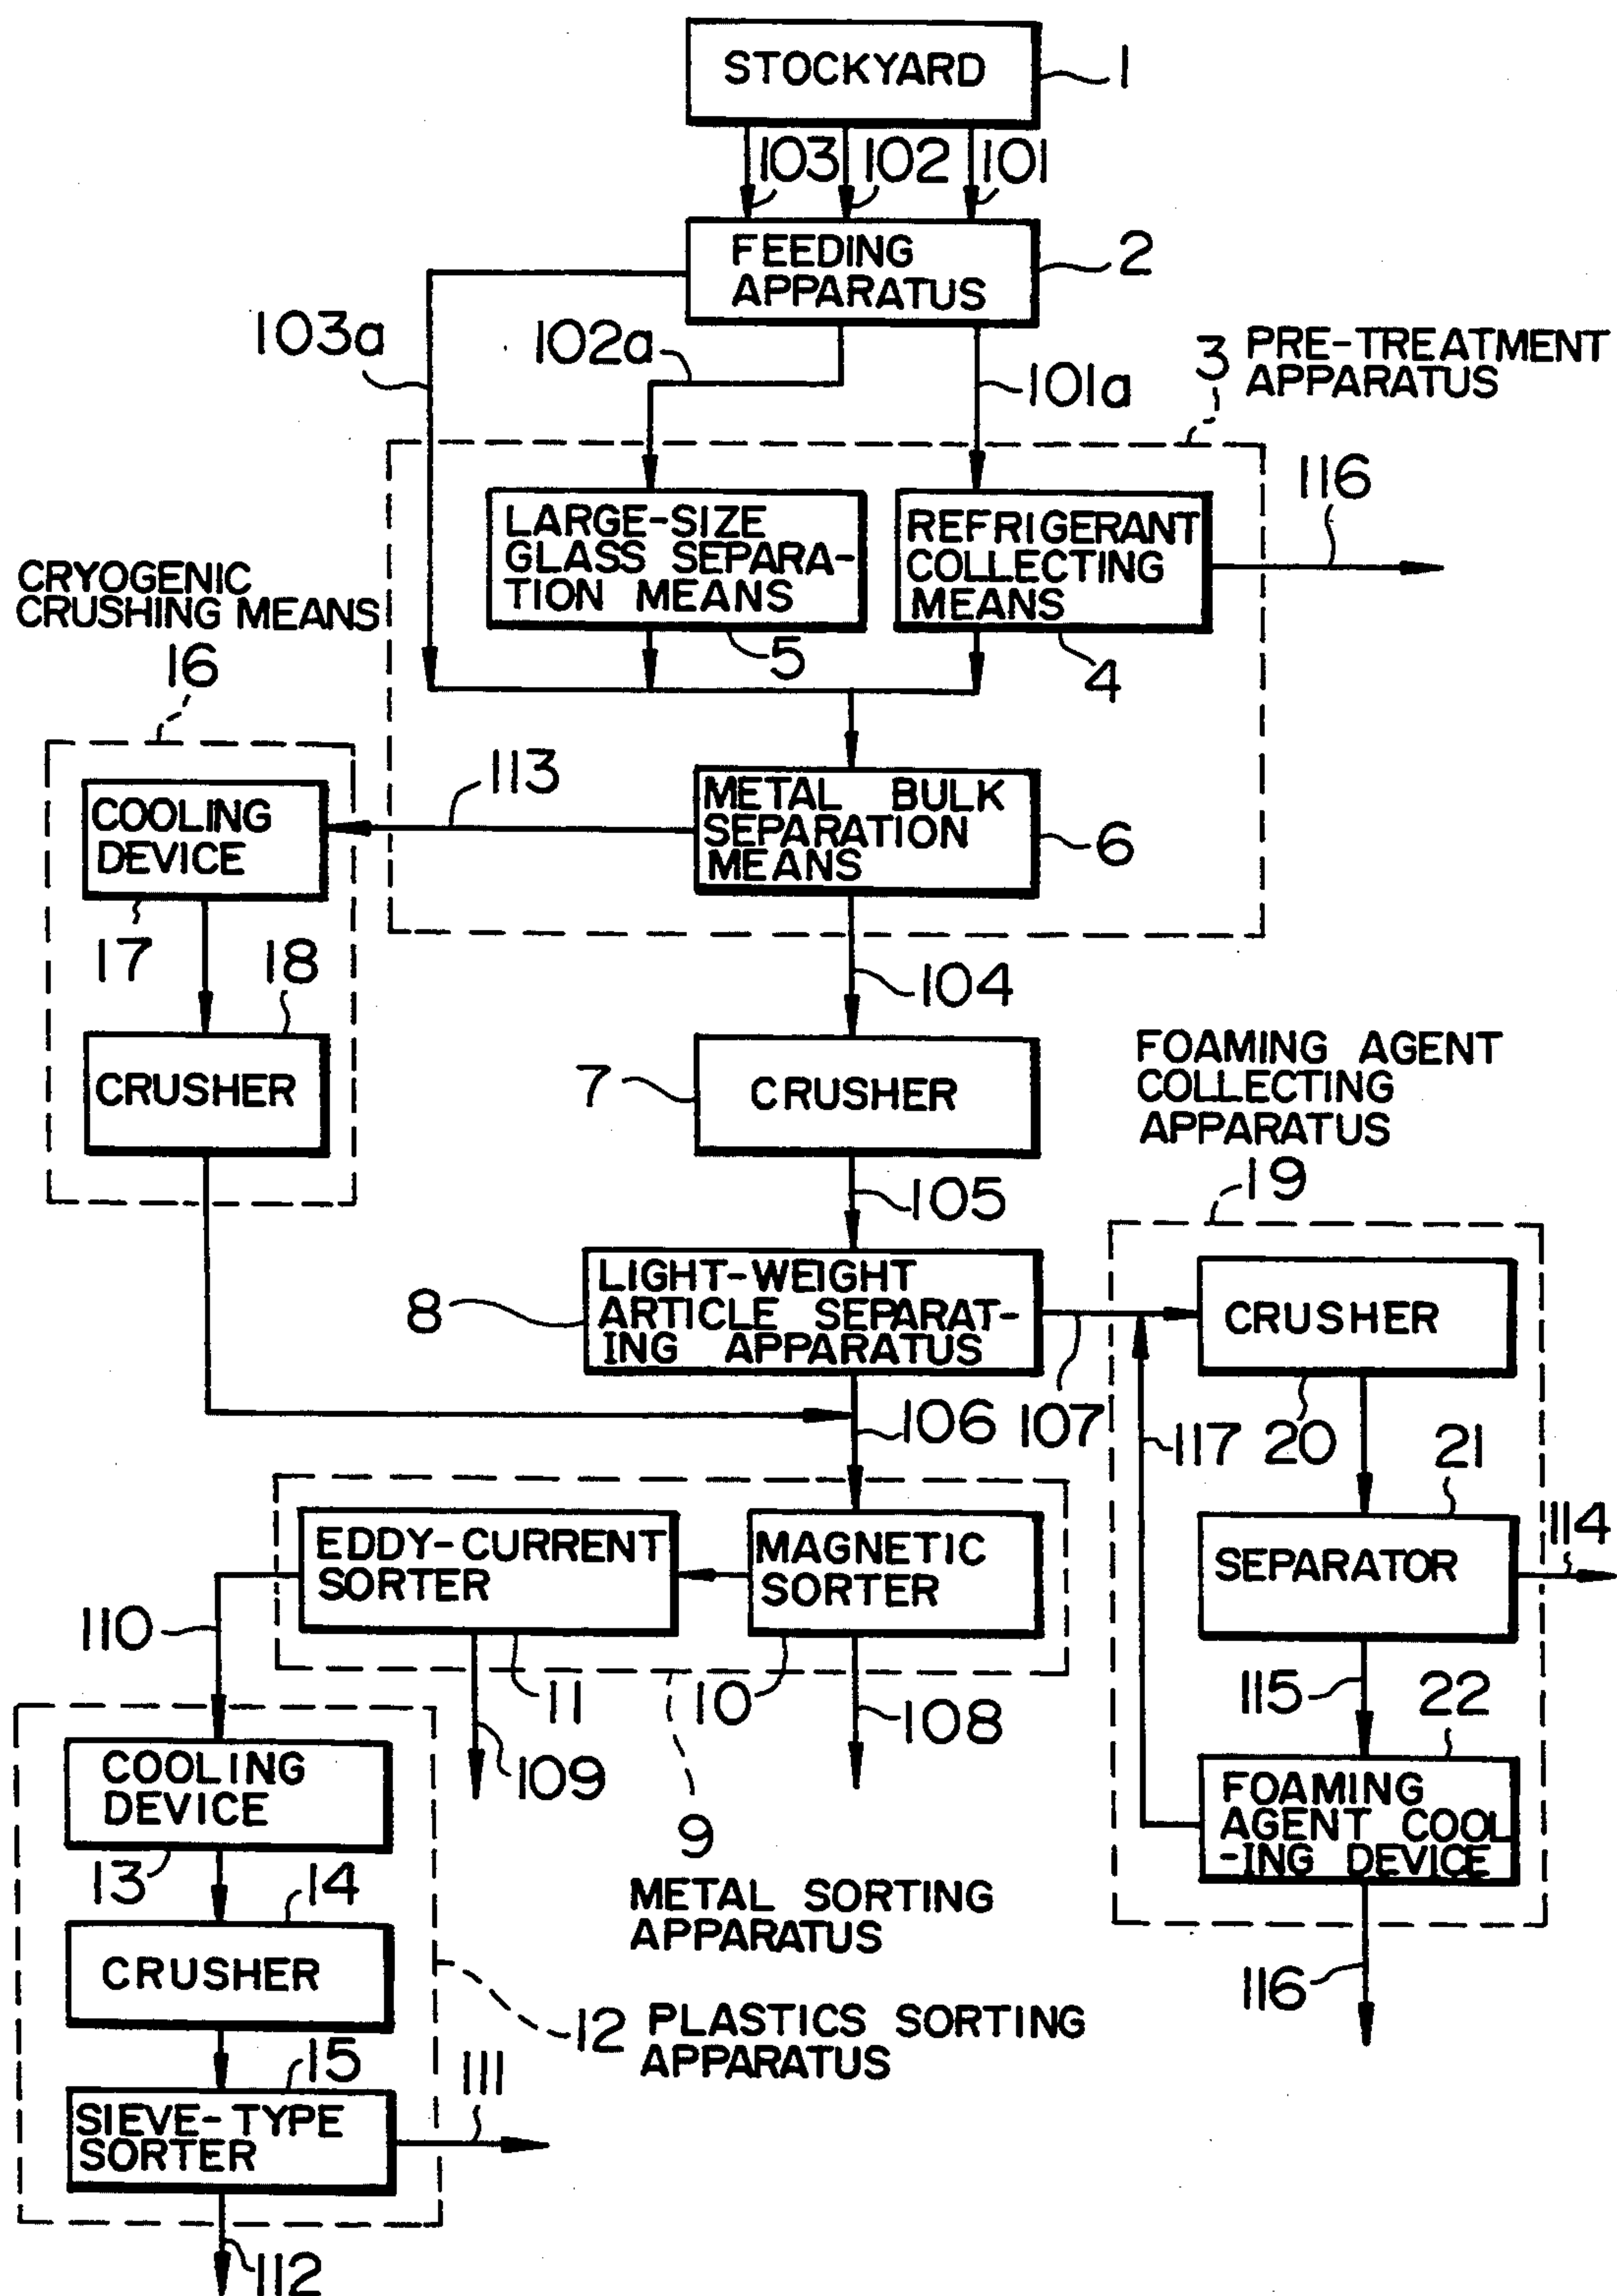 STOCKYARD
1
103
102
101
FEEDING
APPARATUS
2
103a
102a
101a
3
PRE-TREATMENT
APPARATUS
LARGE-SIZE
GLASS SEPARA-
TION MEANS
5
REFRIGERANT
COLLECTING
MEANS
4
116
CRYOGENIC
CRUSHING MEANS
16
COOLING
DEVICE
17
18
CRUSHER
113
METAL BULK
SEPARATION
MEANS
6
104
7
CRUSHER
105
8
LIGHT-WEIGHT
ARTICLE SEPARAT-
ING APPARATUS
106
107
FOAMING AGENT
COLLECTING
APPARATUS
19
CRUSHER
20
117
21
SEPARATOR
114
115
22
FOAMING
AGENT COOL
-ING DEVICE
116
EDDY-CURRENT
SORTER
11
MAGNETIC
SORTER
10
110
109
108
9
METAL SORTING
APPARATUS
COOLING
DEVICE
13
14
CRUSHER
12 PLASTICS SORTING
APPARATUS
15
SIEVE-TYPE
SORTER
111
112